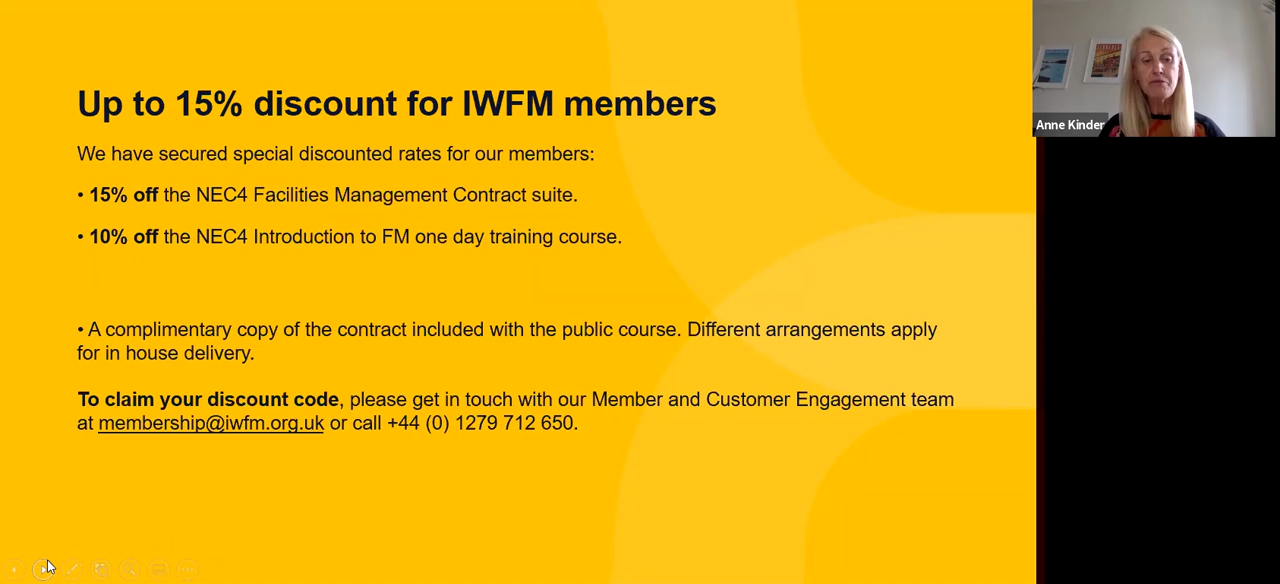 Up to 15% discount for IWFM members
We have secured special discounted rates for our members:
• 15% off the NEC4 Facilities Management Contract suite.
• 10% off the NEC4 Introduction to FM one day training course.
• A complimentary copy of the contract included with the public course. Different arrangements apply
for in house delivery.
To claim your discount code, please get in touch with our Member and Customer Engagement team
at membership@iwfm.org.uk or call +44 (0) 1279 712 650.
Anne Kinder